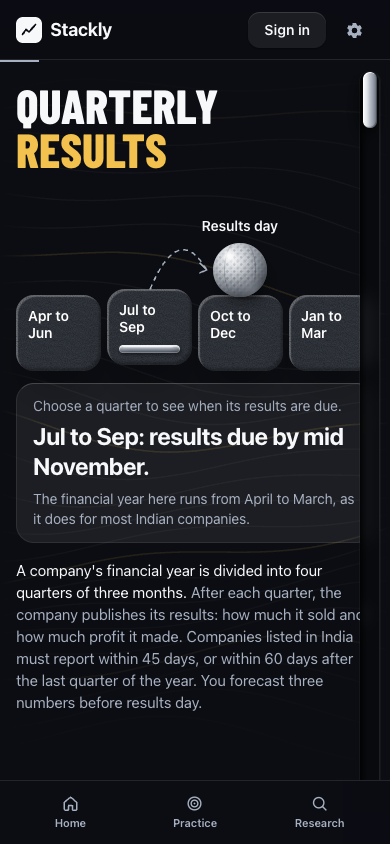 Stackly
Sign in
QUARTERLY
RESULTS
Results day
Apr to
Jun
Jul to
Sep
Oct to
Dec
Jan to
Mar
Choose a quarter to see when its results are due.
Jul to Sep: results due by mid
November.
The financial year here runs from April to March, as
it does for most Indian companies.
A company's financial year is divided into four
quarters of three months. After each quarter, the
company publishes its results: how much it sold and
how much profit it made. Companies listed in India
must report within 45 days, or within 60 days after
the last quarter of the year. You forecast three
numbers before results day.
Home
Practice
Research